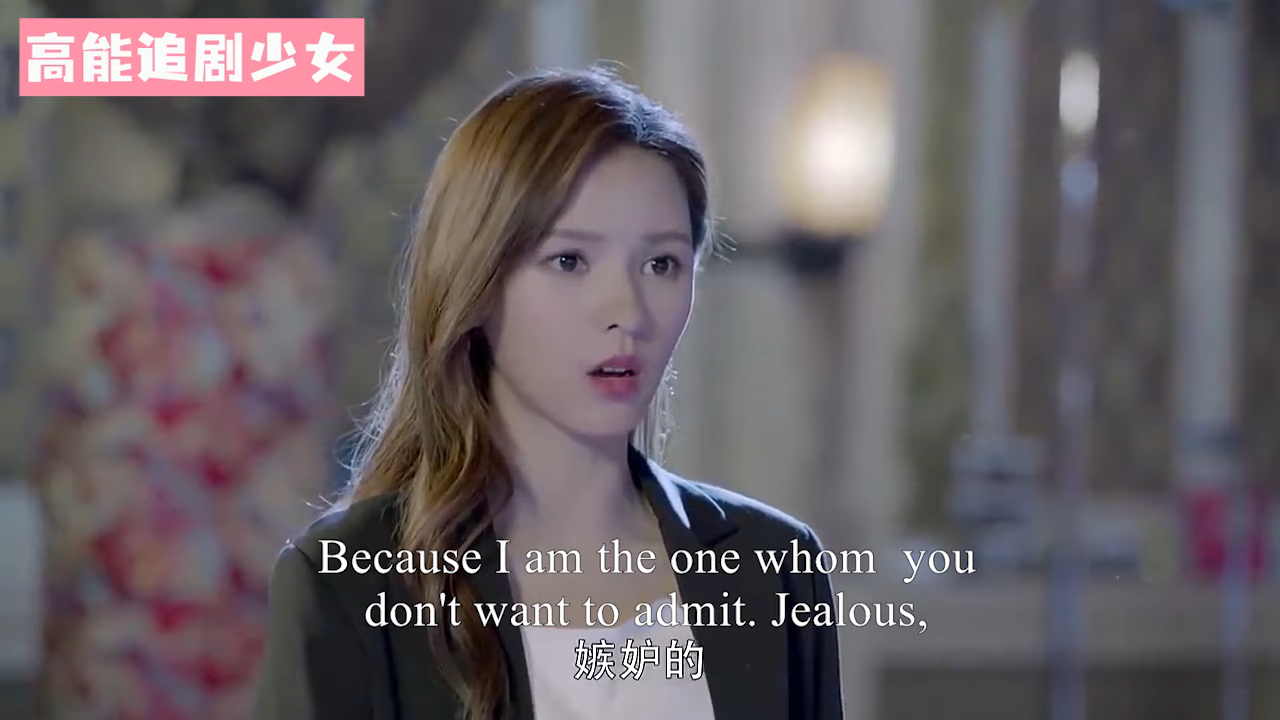 高能追剧少女
Because I am the one whom you
don't want to admit. Jealous,
嫉妒的